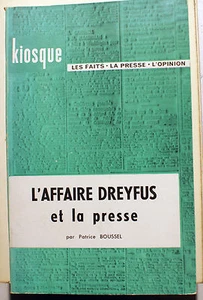 kiosque
LES FAITS · LA PRESSE · L'OPINION
L'AFFAIRE DREYFUS
et la presse
par Patrice BOUSSEL